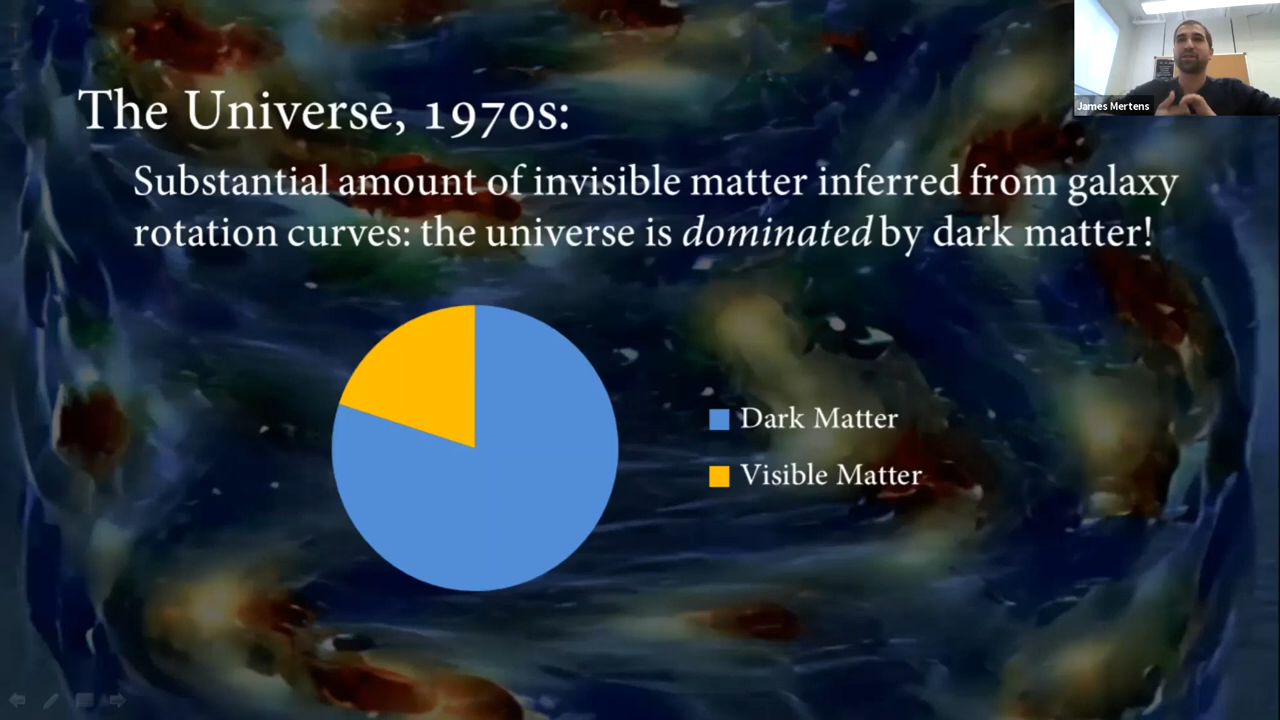 James Mertens
The Universe, 1970s:
Substantial amount of invisible matter inferred from galaxy
rotation curves: the universe is dominated by dark matter!
Dark Matter
Visible Matter